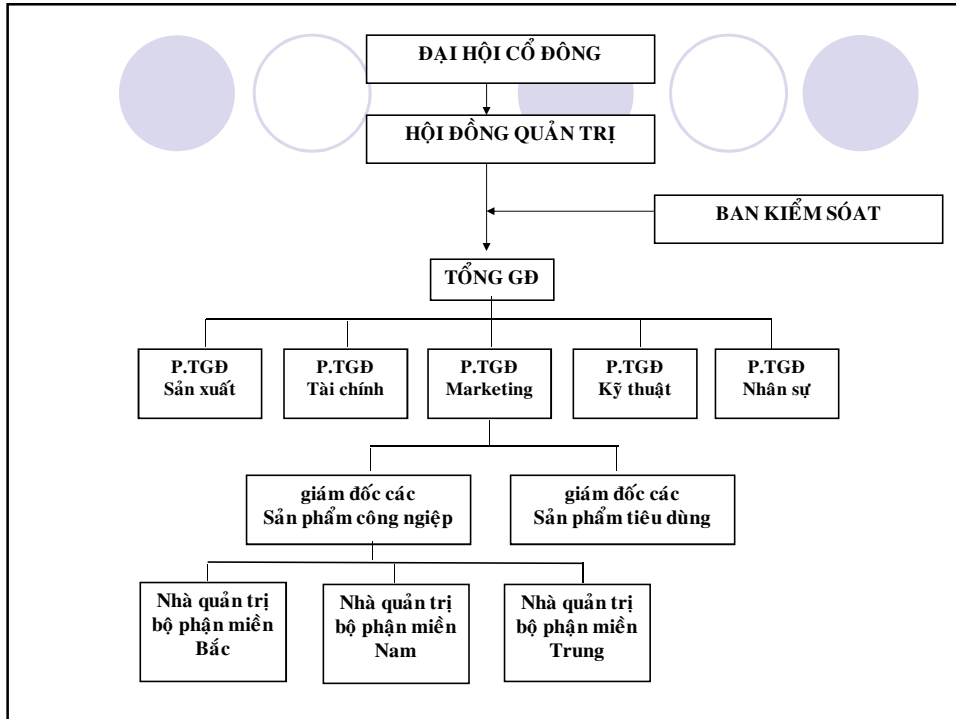 ĐẠI HỘI CỔ ĐÔNG
HỘI ĐỒNG QUẢN TRỊ
BAN KIỂM SÓAT
TỔNG GĐ
P.TGĐ
Sản xuất
P.TGĐ
Tài chính
P.TGĐ
Marketing
P.TGĐ
Kỹ thuật
P.TGĐ
Nhân sự
giám đốc các
Sản phẩm công ngiệp
giám đốc các
Sản phẩm tiêu dùng
Nhà quản trị
bộ phận miền
Bắc
Nhà quản trị
bộ phận miền
Nam
Nhà quản trị
bộ phận miền
Trung